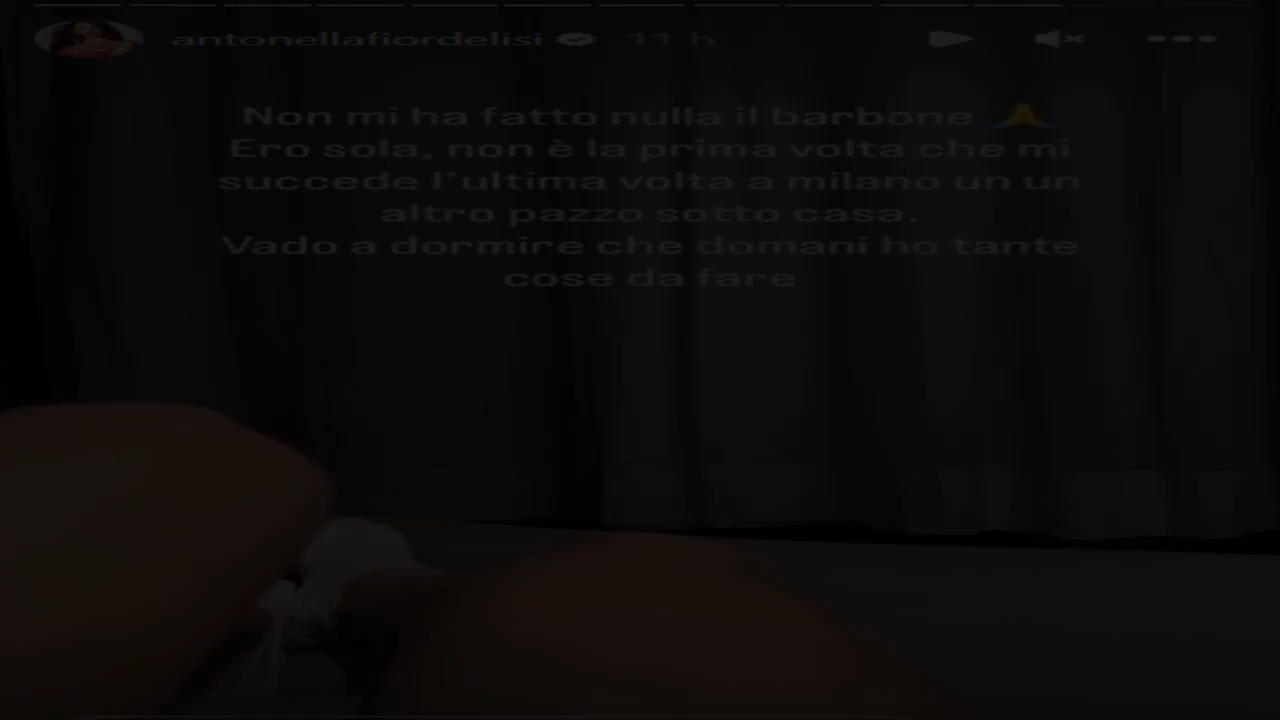 antonellafiordelisi 11 h
Non mi ha fatto nulla il barbone 🙏
Ero sola, non è la prima volta che mi
succede l'ultima volta a milano un un
altro pazzo sotto casa.
Vado a dormire che domani ho tante
cose da fare